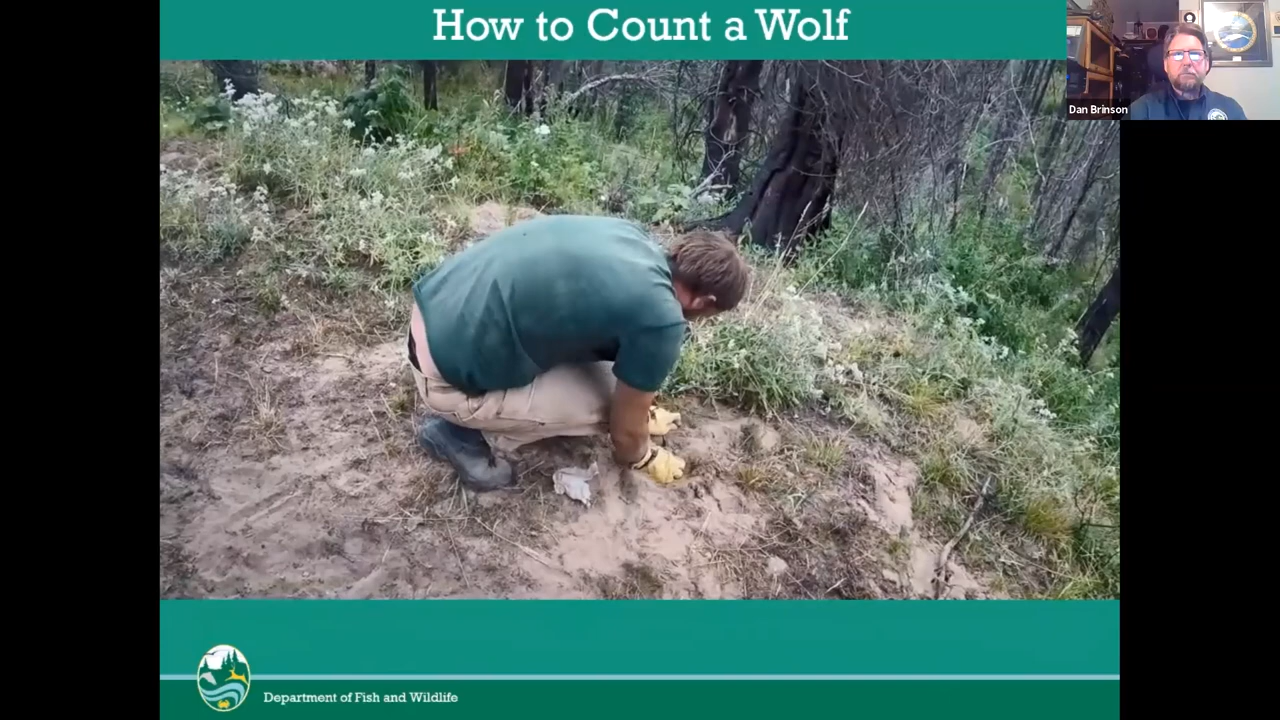 How to Count a Wolf
Dan Brinson
Department of Fish and Wildlife